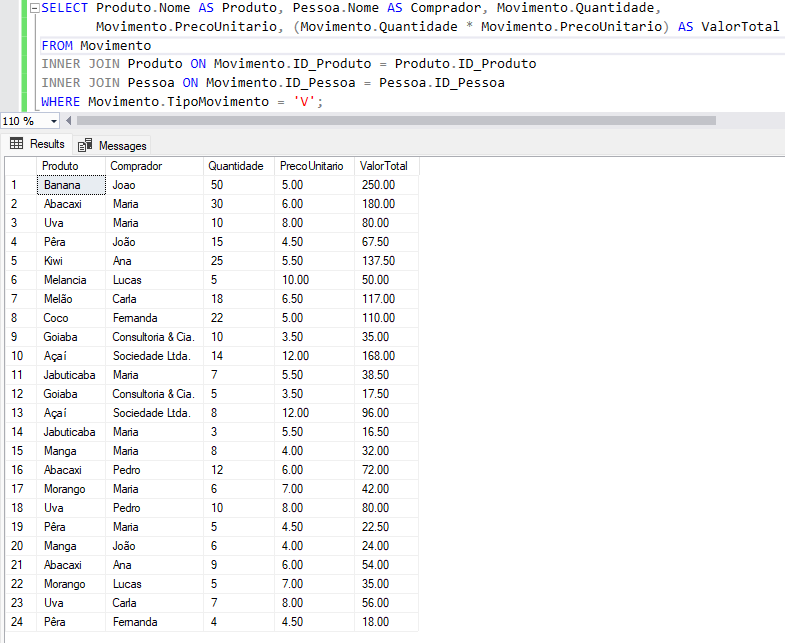 SELECT Produto.Nome AS Produto, Pessoa.Nome AS Comprador, Movimento.Quantidade,
Movimento.PrecoUnitario, (Movimento.Quantidade * Movimento.PrecoUnitario) AS ValorTotal
FROM Movimento
INNER JOIN Produto ON Movimento.ID_Produto = Produto.ID_Produto
INNER JOIN Pessoa ON Movimento.ID_Pessoa = Pessoa.ID_Pessoa
WHERE Movimento.TipoMovimento = 'V';
110 %
Results Messages
Produto Comprador Quantidade PrecoUnitario ValorTotal
1 Banana Joao 50 5.00 250.00
2 Abacaxi Maria 30 6.00 180.00
3 Uva Maria 10 8.00 80.00
4 Pêra João 15 4.50 67.50
5 Kiwi Ana 25 5.50 137.50
6 Melancia Lucas 5 10.00 50.00
7 Melão Carla 18 6.50 117.00
8 Coco Fernanda 22 5.00 110.00
9 Goiaba Consultoria & Cia. 10 3.50 35.00
10 Açaí Sociedade Ltda. 14 12.00 168.00
11 Jabuticaba Maria 7 5.50 38.50
12 Goiaba Consultoria & Cia. 5 3.50 17.50
13 Açaí Sociedade Ltda. 8 12.00 96.00
14 Jabuticaba Maria 3 5.50 16.50
15 Manga Maria 8 4.00 32.00
16 Abacaxi Pedro 12 6.00 72.00
17 Morango Maria 6 7.00 42.00
18 Uva Pedro 10 8.00 80.00
19 Pêra Maria 5 4.50 22.50
20 Manga João 6 4.00 24.00
21 Abacaxi Ana 9 6.00 54.00
22 Morango Lucas 5 7.00 35.00
23 Uva Carla 7 8.00 56.00
24 Pêra Fernanda 4 4.50 18.00